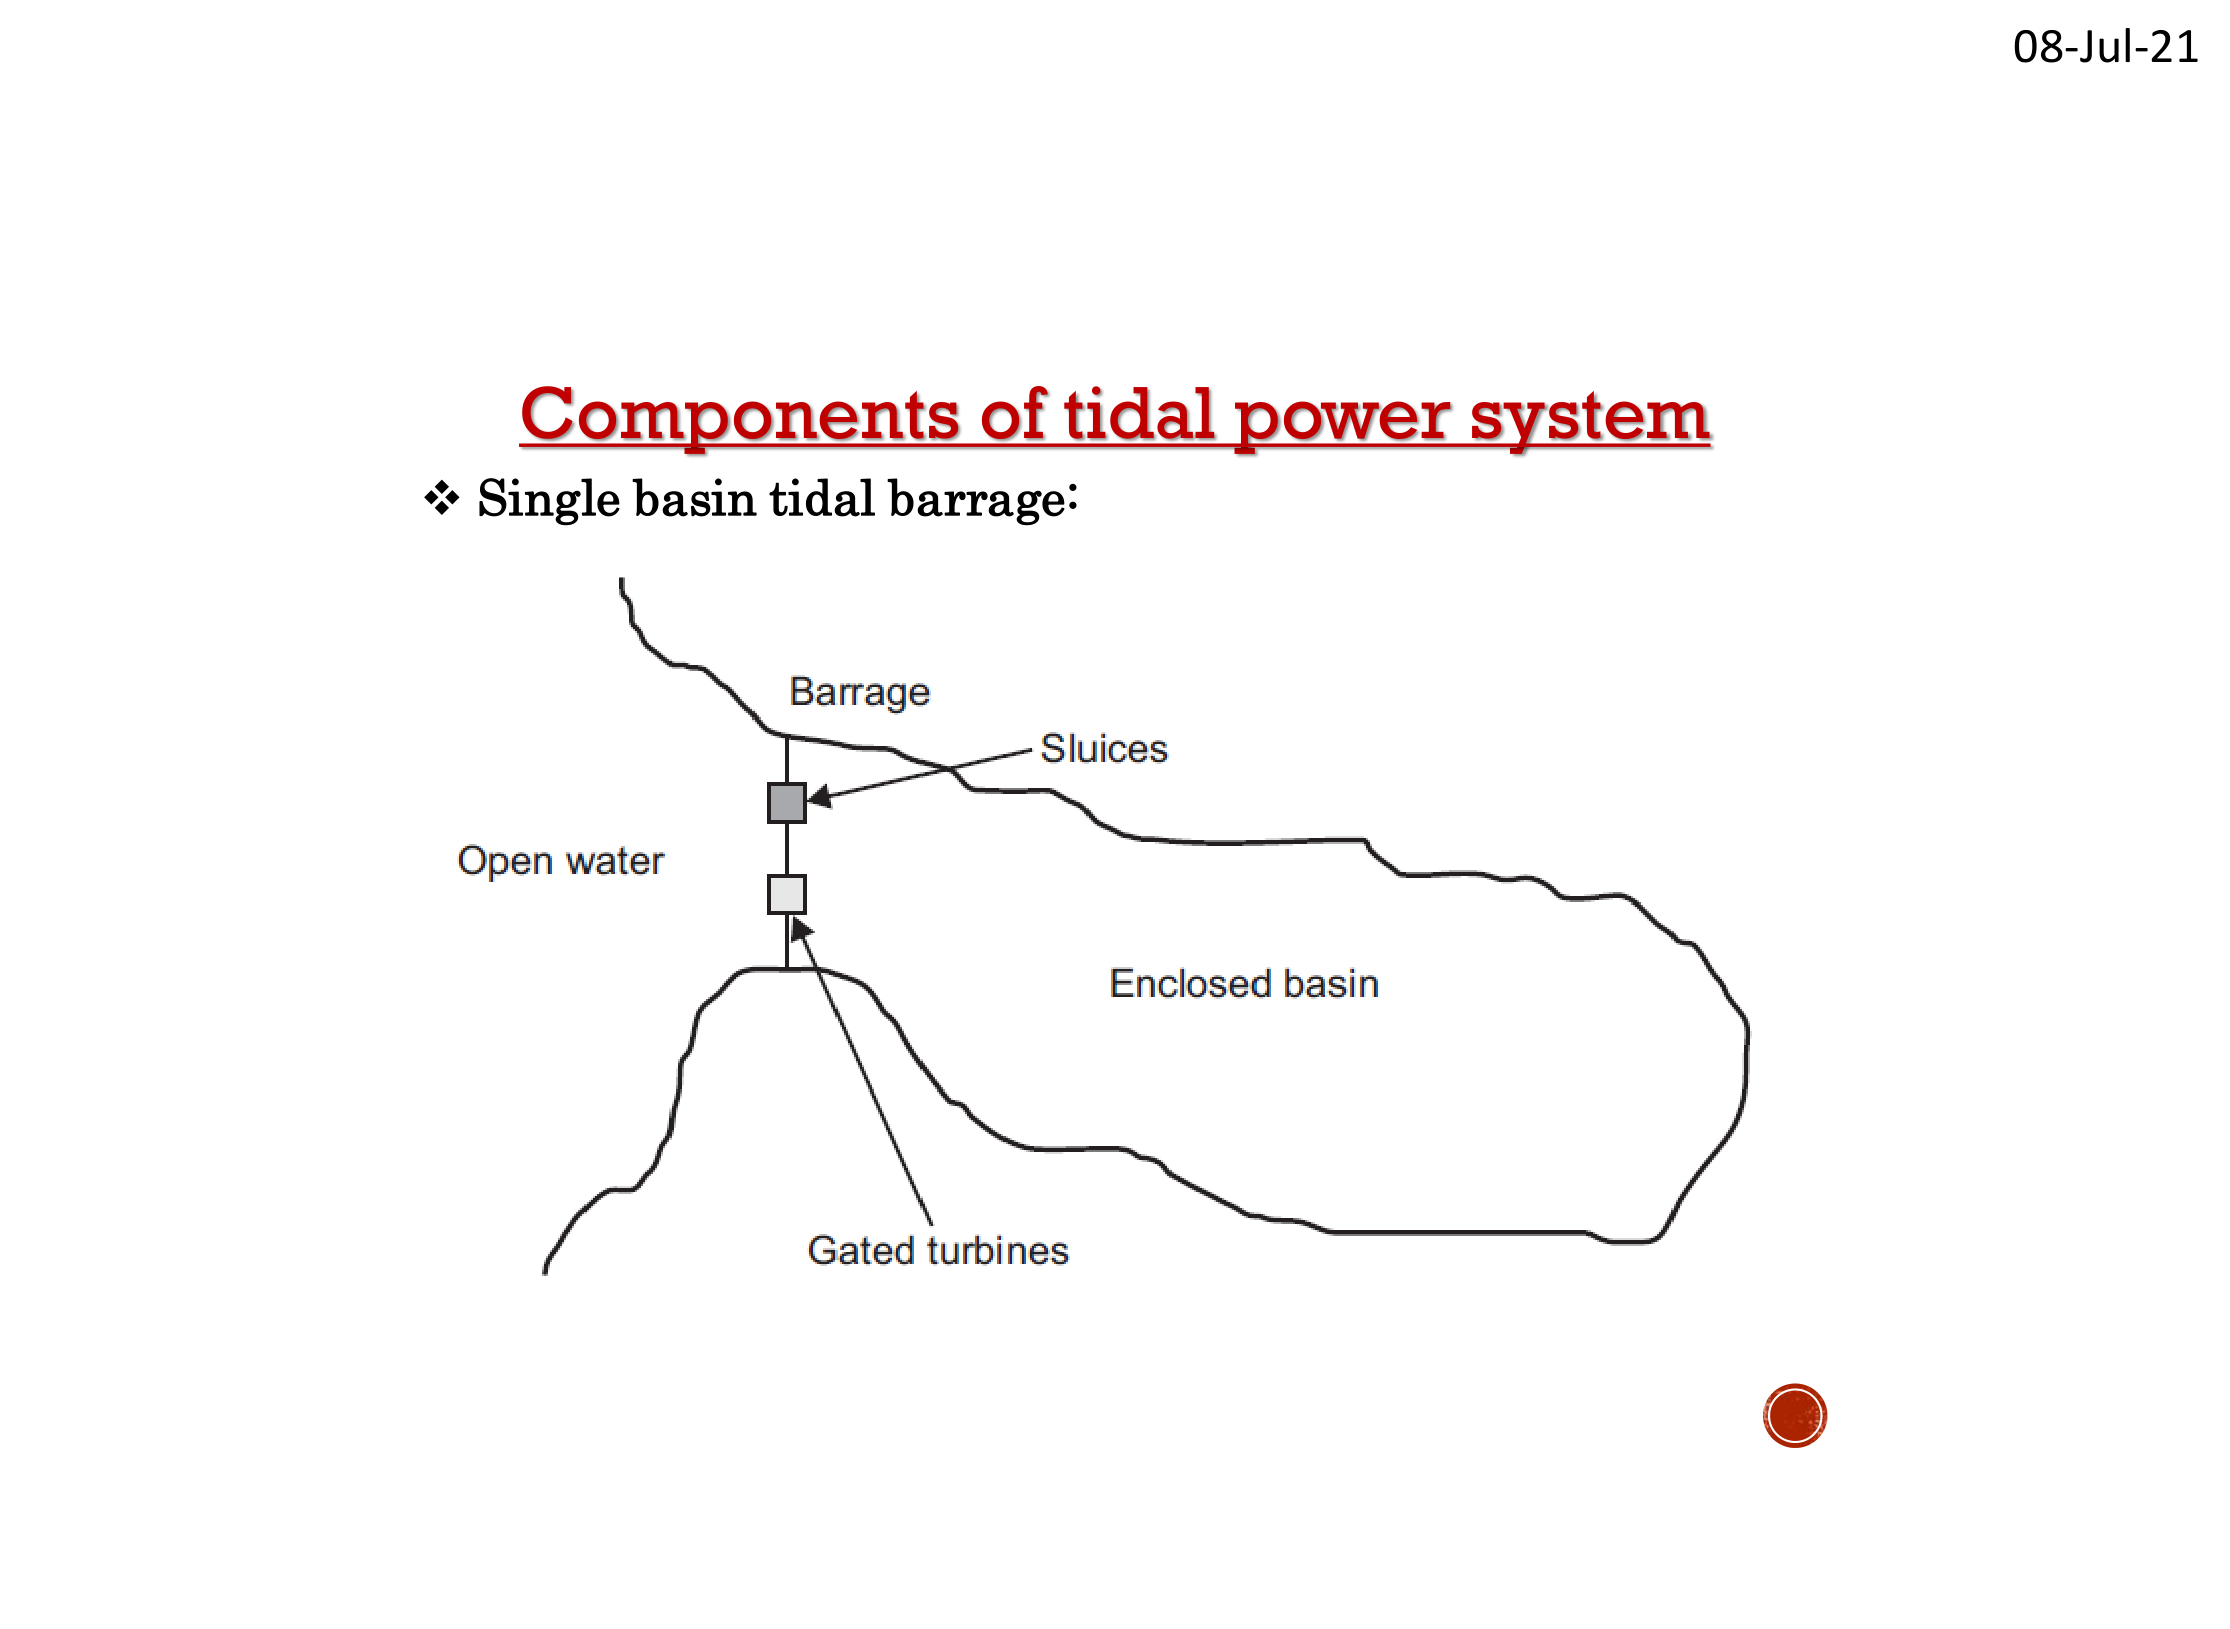 08-Jul-21
Components of tidal power system
❖ Single basin tidal barrage:
Barrage
Sluices
Open water
Enclosed basin
Gated turbines